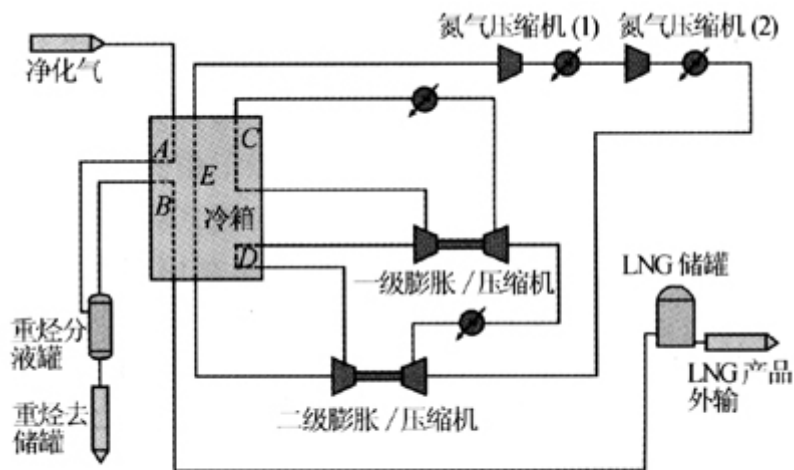 氮气压缩机(1)
氮气压缩机(2)
净化气
A
C
E
B
冷箱
D
一级膨胀/压缩机
LNG 储罐
重烃分
液罐
LNG 产品
外输
重烃去
储罐
二级膨胀/压缩机